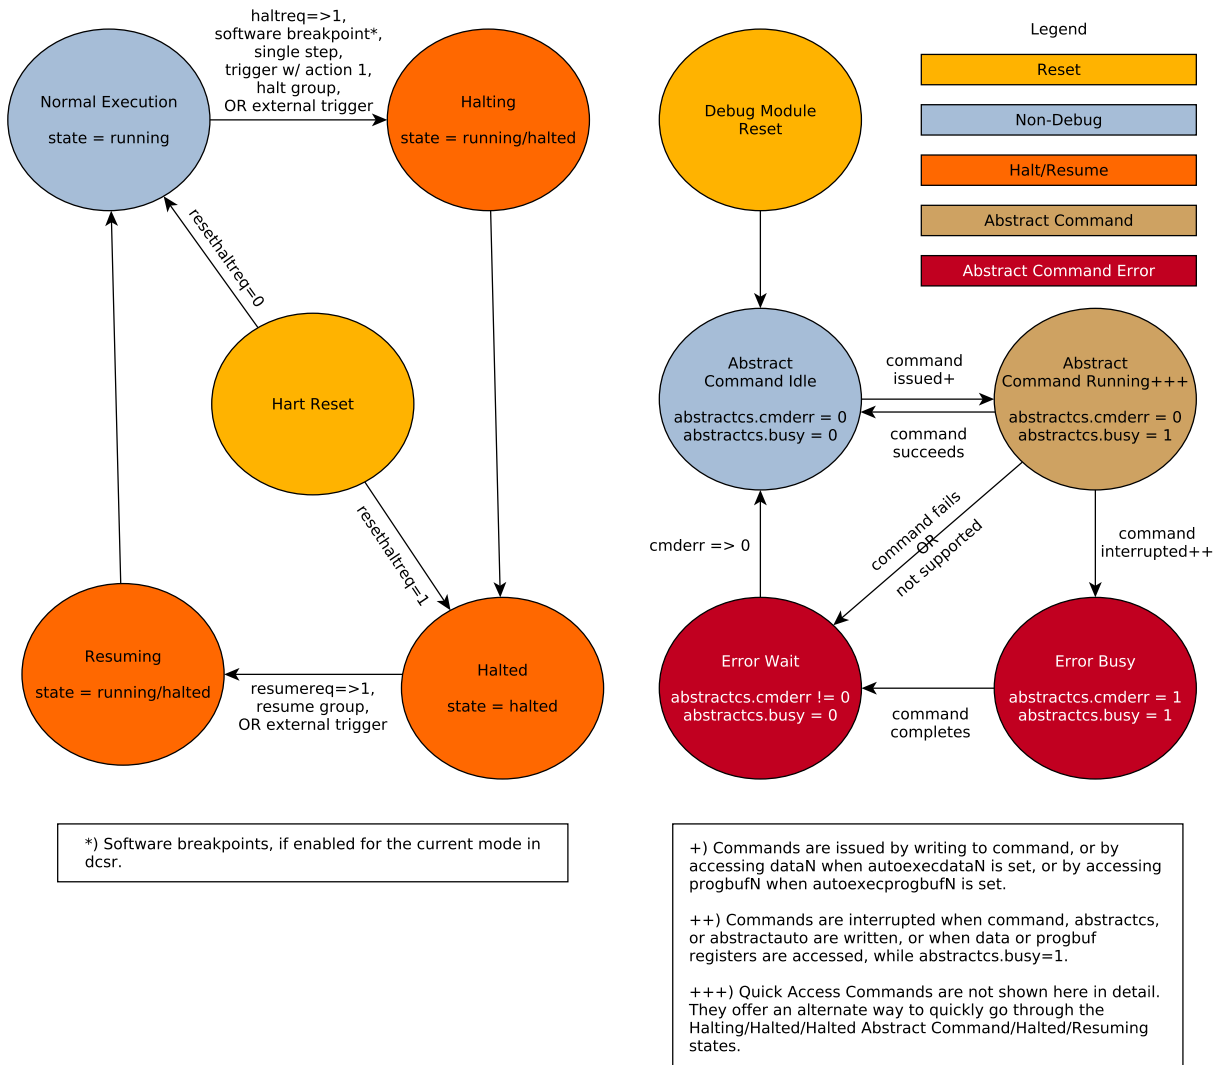 haltreq=>1,
software breakpoint*,
single step,
trigger w/ action 1,
halt group,
OR external trigger
Normal Execution
state = running
Halting
state = running/halted
resethaltreq=0
Hart Reset
resethaltreq=1
Resuming
state = running/halted
Halted
state = halted
resumereq=>1,
resume group,
OR external trigger
*) Software breakpoints, if enabled for the current mode in
dcsr.
Legend
Reset
Non-Debug
Halt/Resume
Abstract Command
Abstract Command Error
Debug Module
Reset
Abstract
Command Idle
abstractcs.cmderr = 0
abstractcs.busy = 0
command
issued+
command
succeeds
Abstract
Command Running+++
abstractcs.cmderr = 0
abstractcs.busy = 1
cmderr => 0
command fails
OR
not supported
command
interrupted++
Error Wait
abstractcs.cmderr != 0
abstractcs.busy = 0
command
completes
Error Busy
abstractcs.cmderr = 1
abstractcs.busy = 1
+) Commands are issued by writing to command, or by
accessing dataN when autoexecdataN is set, or by accessing
progbufN when autoexecprogbufN is set.
++) Commands are interrupted when command, abstractcs,
or abstractauto are written, or when data or progbuf
registers are accessed, while abstractcs.busy=1.
+++) Quick Access Commands are not shown here in detail.
They offer an alternate way to quickly go through the
Halting/Halted/Halted Abstract Command/Halted/Resuming
states.